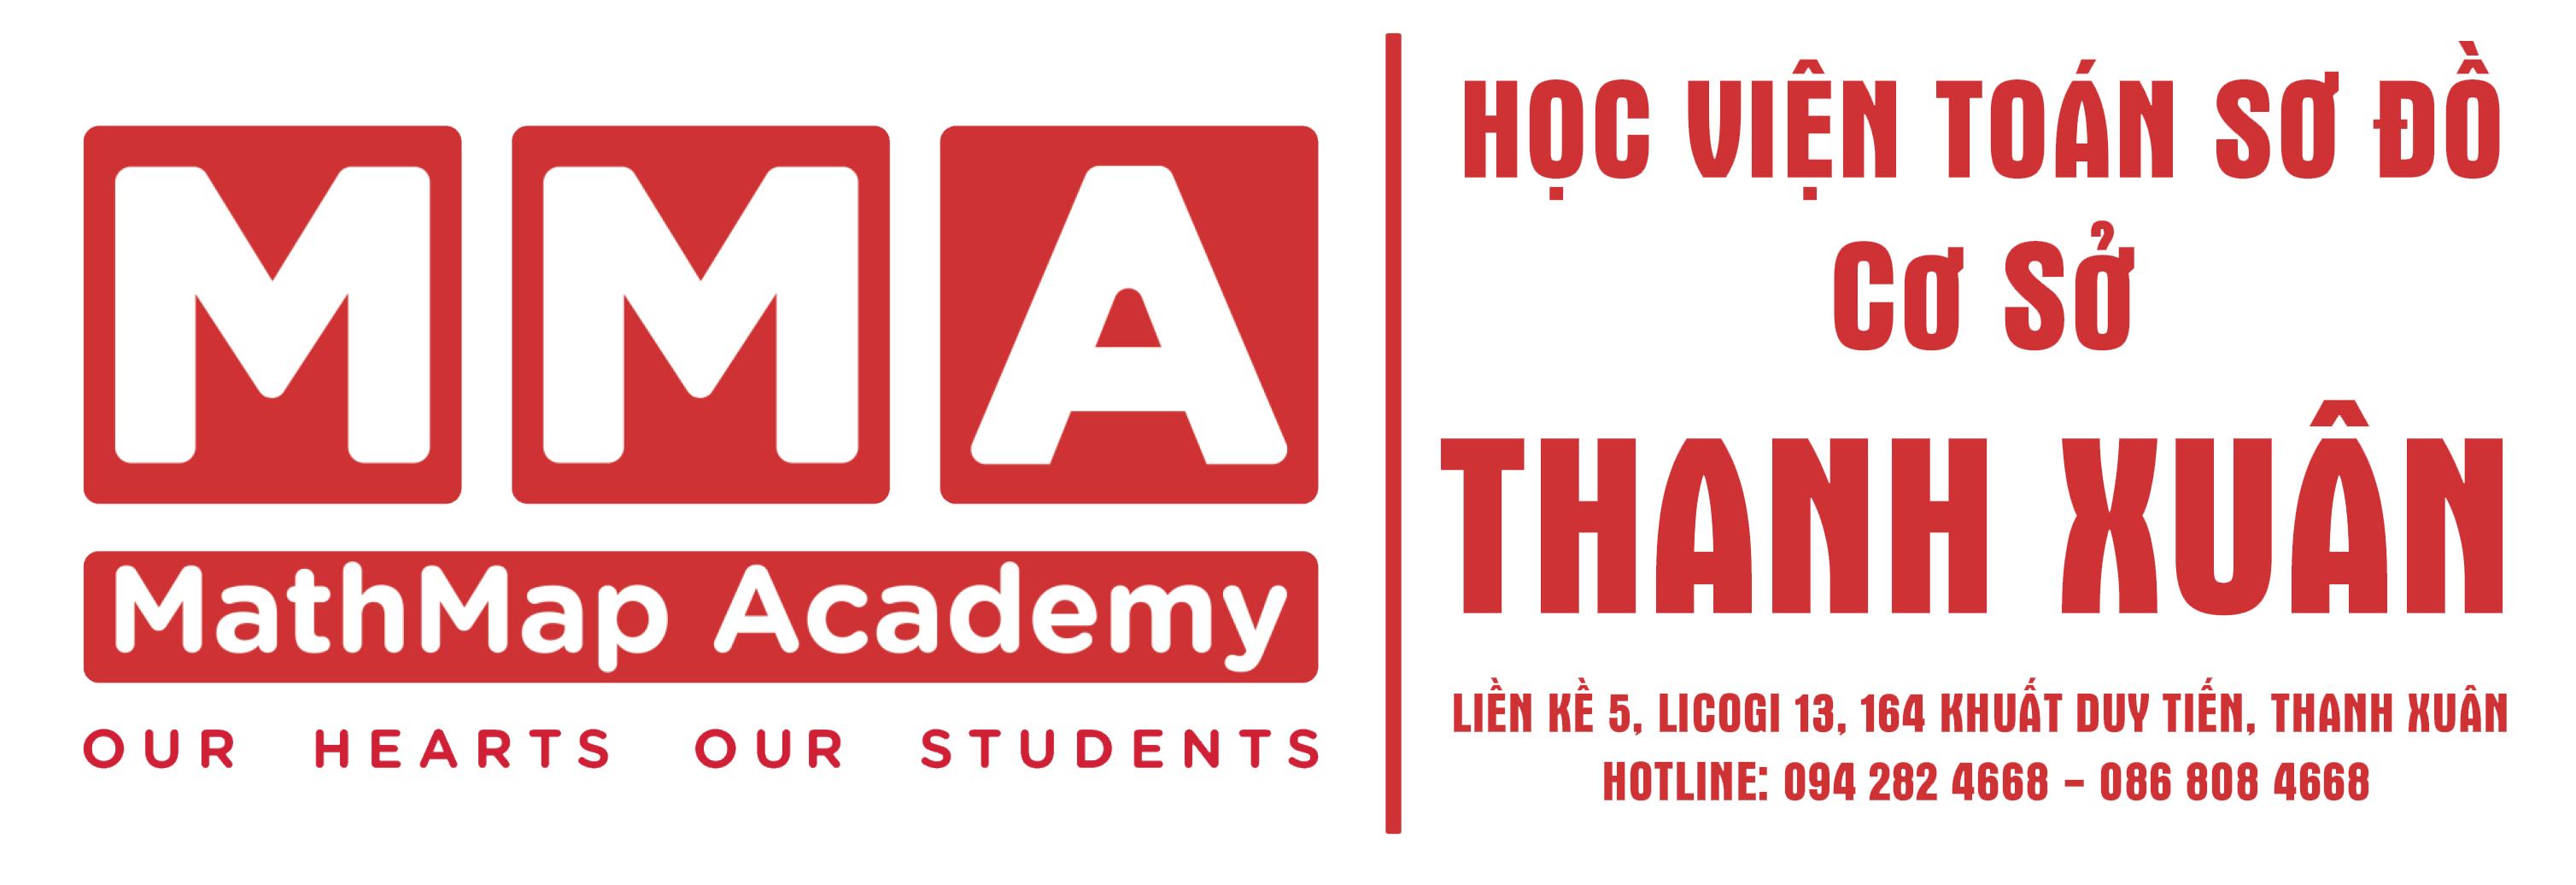 MMA
MathMap Academy
OUR HEARTS OUR STUDENTS
HỌC VIỆN TOÁN SƠ ĐỒ
CƠ SỞ
THANH XUÂN
LIỀN KỀ 5, LICOGI 13, 164 KHUẤT DUY TIẾN, THANH XUÂN
HOTLINE: 094 282 4668 – 086 808 4668